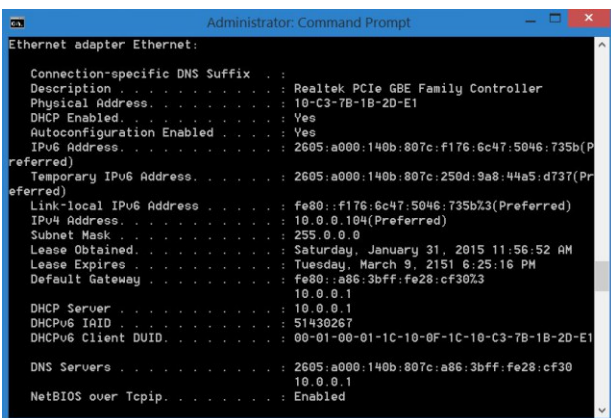 Administrator: Command Prompt
Ethernet adapter Ethernet:
Connection-specific DNS Suffix . :
Description . . . . . . . . . . . : Realtek PCIe GBE Family Controller
Physical Address. . . . . . . . . : 10-C3-7B-1B-2D-E1
DHCP Enabled. . . . . . . . . . . : Yes
Autoconfiguration Enabled . . . . : Yes
IPv6 Address. . . . . . . . . . . : 2605:a000:140b:807c:f176:6c47:5046:735b(P
referred)
Temporary IPv6 Address. . . . . . : 2605:a000:140b:807c:250d:9a8:44a5:d737(Pr
eferred)
Link-local IPv6 Address . . . . . : fe80::f176:6c47:5046:735b%3(Preferred)
IPv4 Address. . . . . . . . . . . : 10.0.0.104(Preferred)
Subnet Mask . . . . . . . . . . . : 255.0.0.0
Lease Obtained. . . . . . . . . . : Saturday, January 31, 2015 11:56:52 AM
Lease Expires . . . . . . . . . . : Tuesday, March 9, 2151 6:25:16 PM
Default Gateway . . . . . . . . . : fe80::a86:3bff:fe28:cf30%3
10.0.0.1
DHCP Server . . . . . . . . . . . : 10.0.0.1
DHCPv6 IAID . . . . . . . . . . . : 51430267
DHCPv6 Client DUID. . . . . . . . : 00-01-00-01-1C-10-0F-1C-10-C3-7B-1B-2D-E1
DNS Servers . . . . . . . . . . . : 2605:a000:140b:807c:a86:3bff:fe28:cf30
10.0.0.1
NetBIOS over Tcpip. . . . . . . . : Enabled